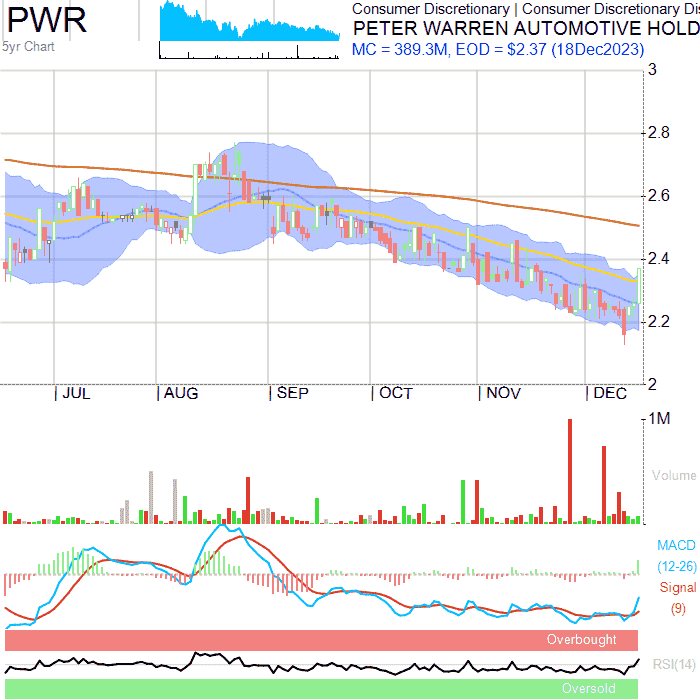 PWR
5yr Chart
Consumer Discretionary | Consumer Discretionary Dis
PETER WARREN AUTOMOTIVE HOLD
MC = 389.3M, EOD = $2.37 (18Dec2023)
3
2.8
2.6
2.4
2.2
2
| JUL | AUG | SEP | OCT | NOV | DEC
1M
Volume
MACD
(12-26)
Signal
(9)
Overbought
RSI(14)
Oversold